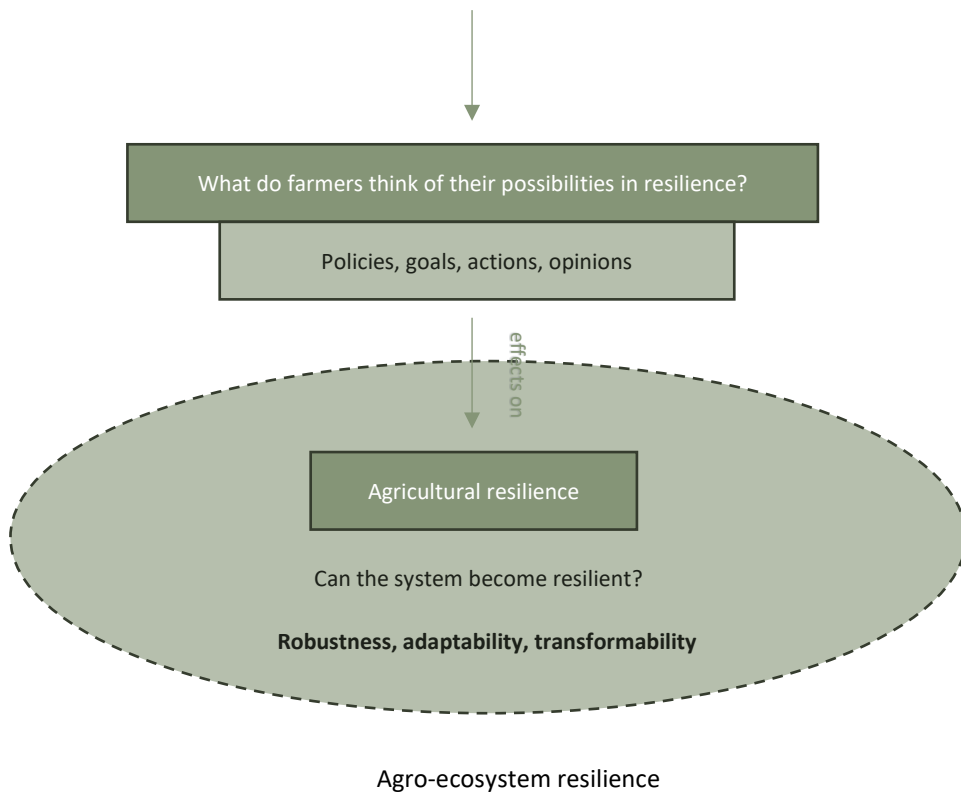 What do farmers think of their possibilities in resilience?
Policies, goals, actions, opinions
effects on
Agricultural resilience
Can the system become resilient?
Robustness, adaptability, transformability
Agro-ecosystem resilience